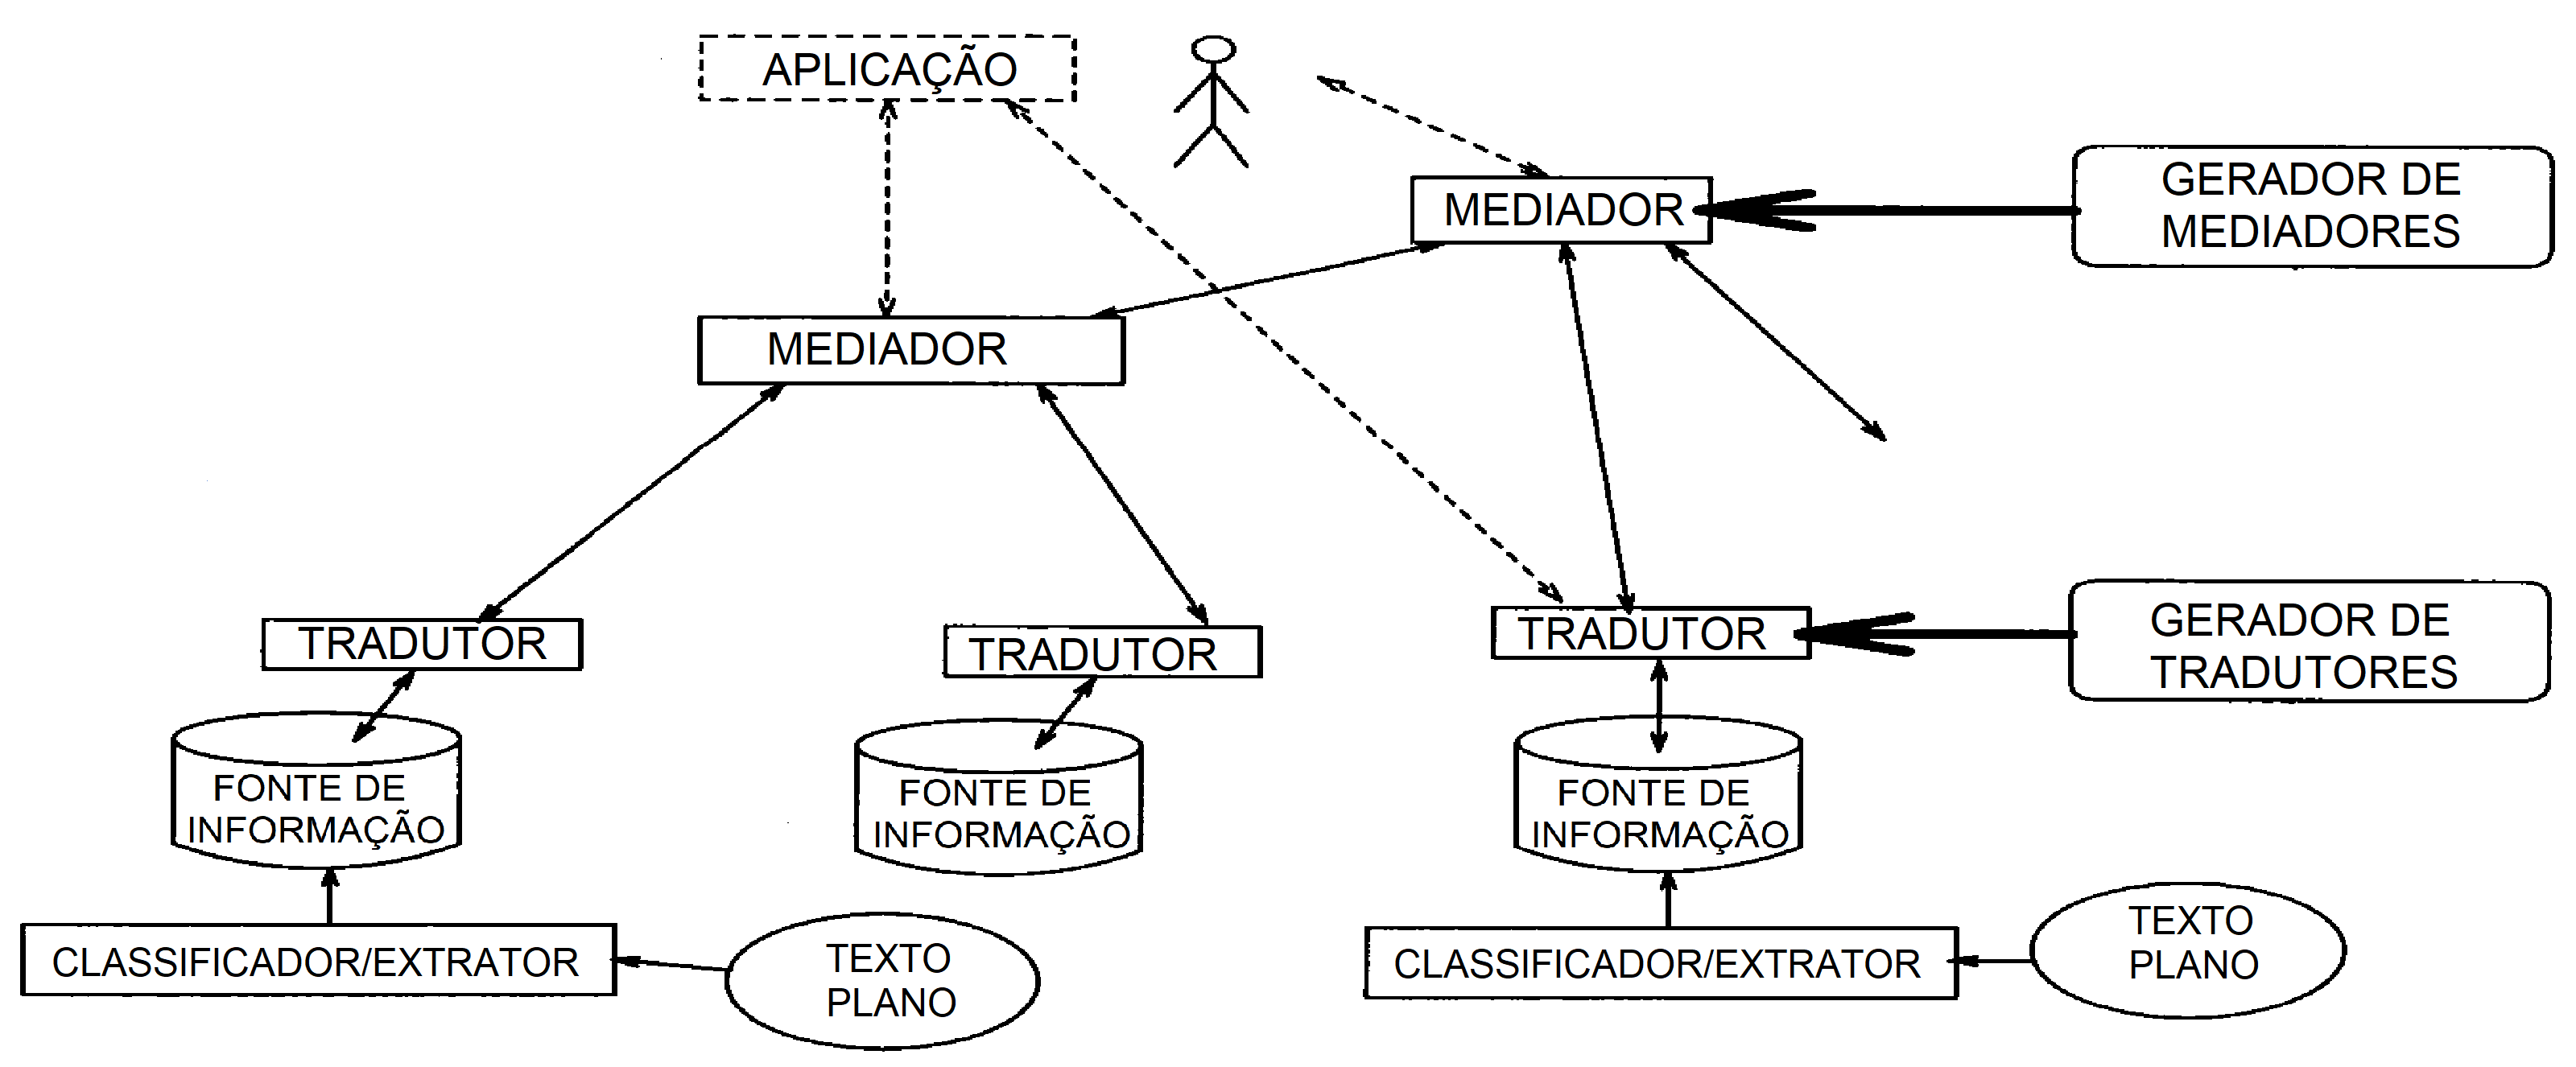 APLICAÇÃO
MEDIADOR
GERADOR DE
MEDIADORES
MEDIADOR
TRADUTOR
TRADUTOR
TRADUTOR
GERADOR DE
TRADUTORES
FONTE DE
INFORMAÇÃO
FONTE DE
INFORMAÇÃO
FONTE DE
INFORMAÇÃO
CLASSIFICADOR/EXTRATOR
TEXTO
PLANO
CLASSIFICADOR/EXTRATOR
TEXTO
PLANO